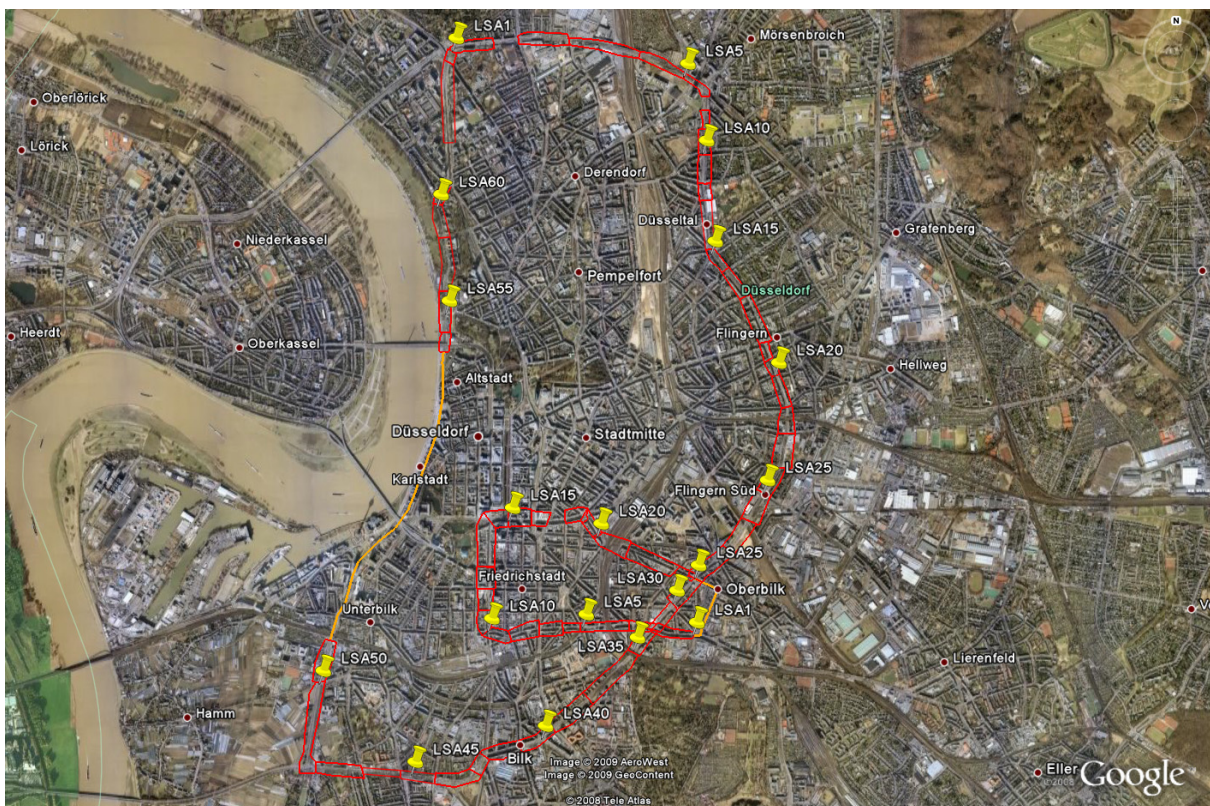 N
LSA1
LSA5
Mörsenbroich
Oberlörick
LSA10
Lörick
Derendorf
LSA60
Düsseltal
LSA15
Grafenberg
Niederkassel
Pempelfort
Düsseldorf
LSA55
Heerdt
Flingern
Oberkassel
LSA20
Hellweg
Altstadt
Düsseldorf
Stadtmitte
Karlstadt
LSA25
Flingern Süd
LSA15
LSA20
LSA25
Friedrichstadt
LSA30
Oberbilk
Unterbilk
LSA10
LSA5
LSA1
LSA35
LSA50
Lierenfeld
Hamm
LSA40
LSA45
Bilk
Image © 2009 AeroWest
Image © 2009 GeoContent
Eller
Google
© 2008 Tele Atlas